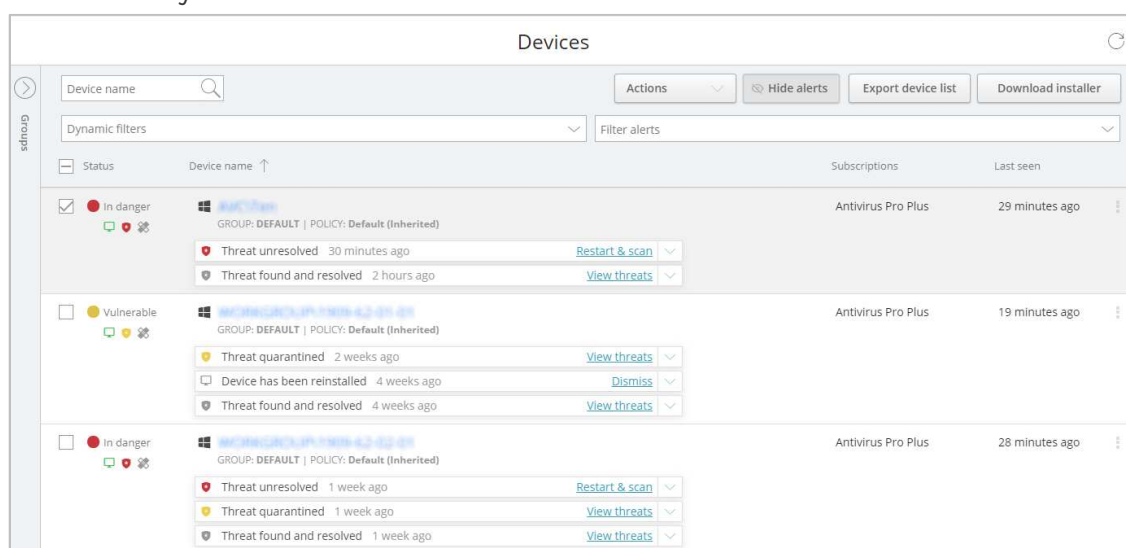 Devices
Device name
Actions
Hide alerts
Export device list
Download installer
Groups
Dynamic filters
Filter alerts
Status Device name Subscriptions Last seen
In danger Antivirus Pro Plus 29 minutes ago
GROUP: DEFAULT | POLICY: Default (Inherited)
Threat unresolved 30 minutes ago Restart & scan
Threat found and resolved 2 hours ago View threats
Vulnerable Antivirus Pro Plus 19 minutes ago
GROUP: DEFAULT | POLICY: Default (Inherited)
Threat quarantined 2 weeks ago View threats
Device has been reinstalled 4 weeks ago Dismiss
Threat found and resolved 4 weeks ago View threats
In danger Antivirus Pro Plus 28 minutes ago
GROUP: DEFAULT | POLICY: Default (Inherited)
Threat unresolved 1 week ago Restart & scan
Threat quarantined 1 week ago View threats
Threat found and resolved 1 week ago View threats